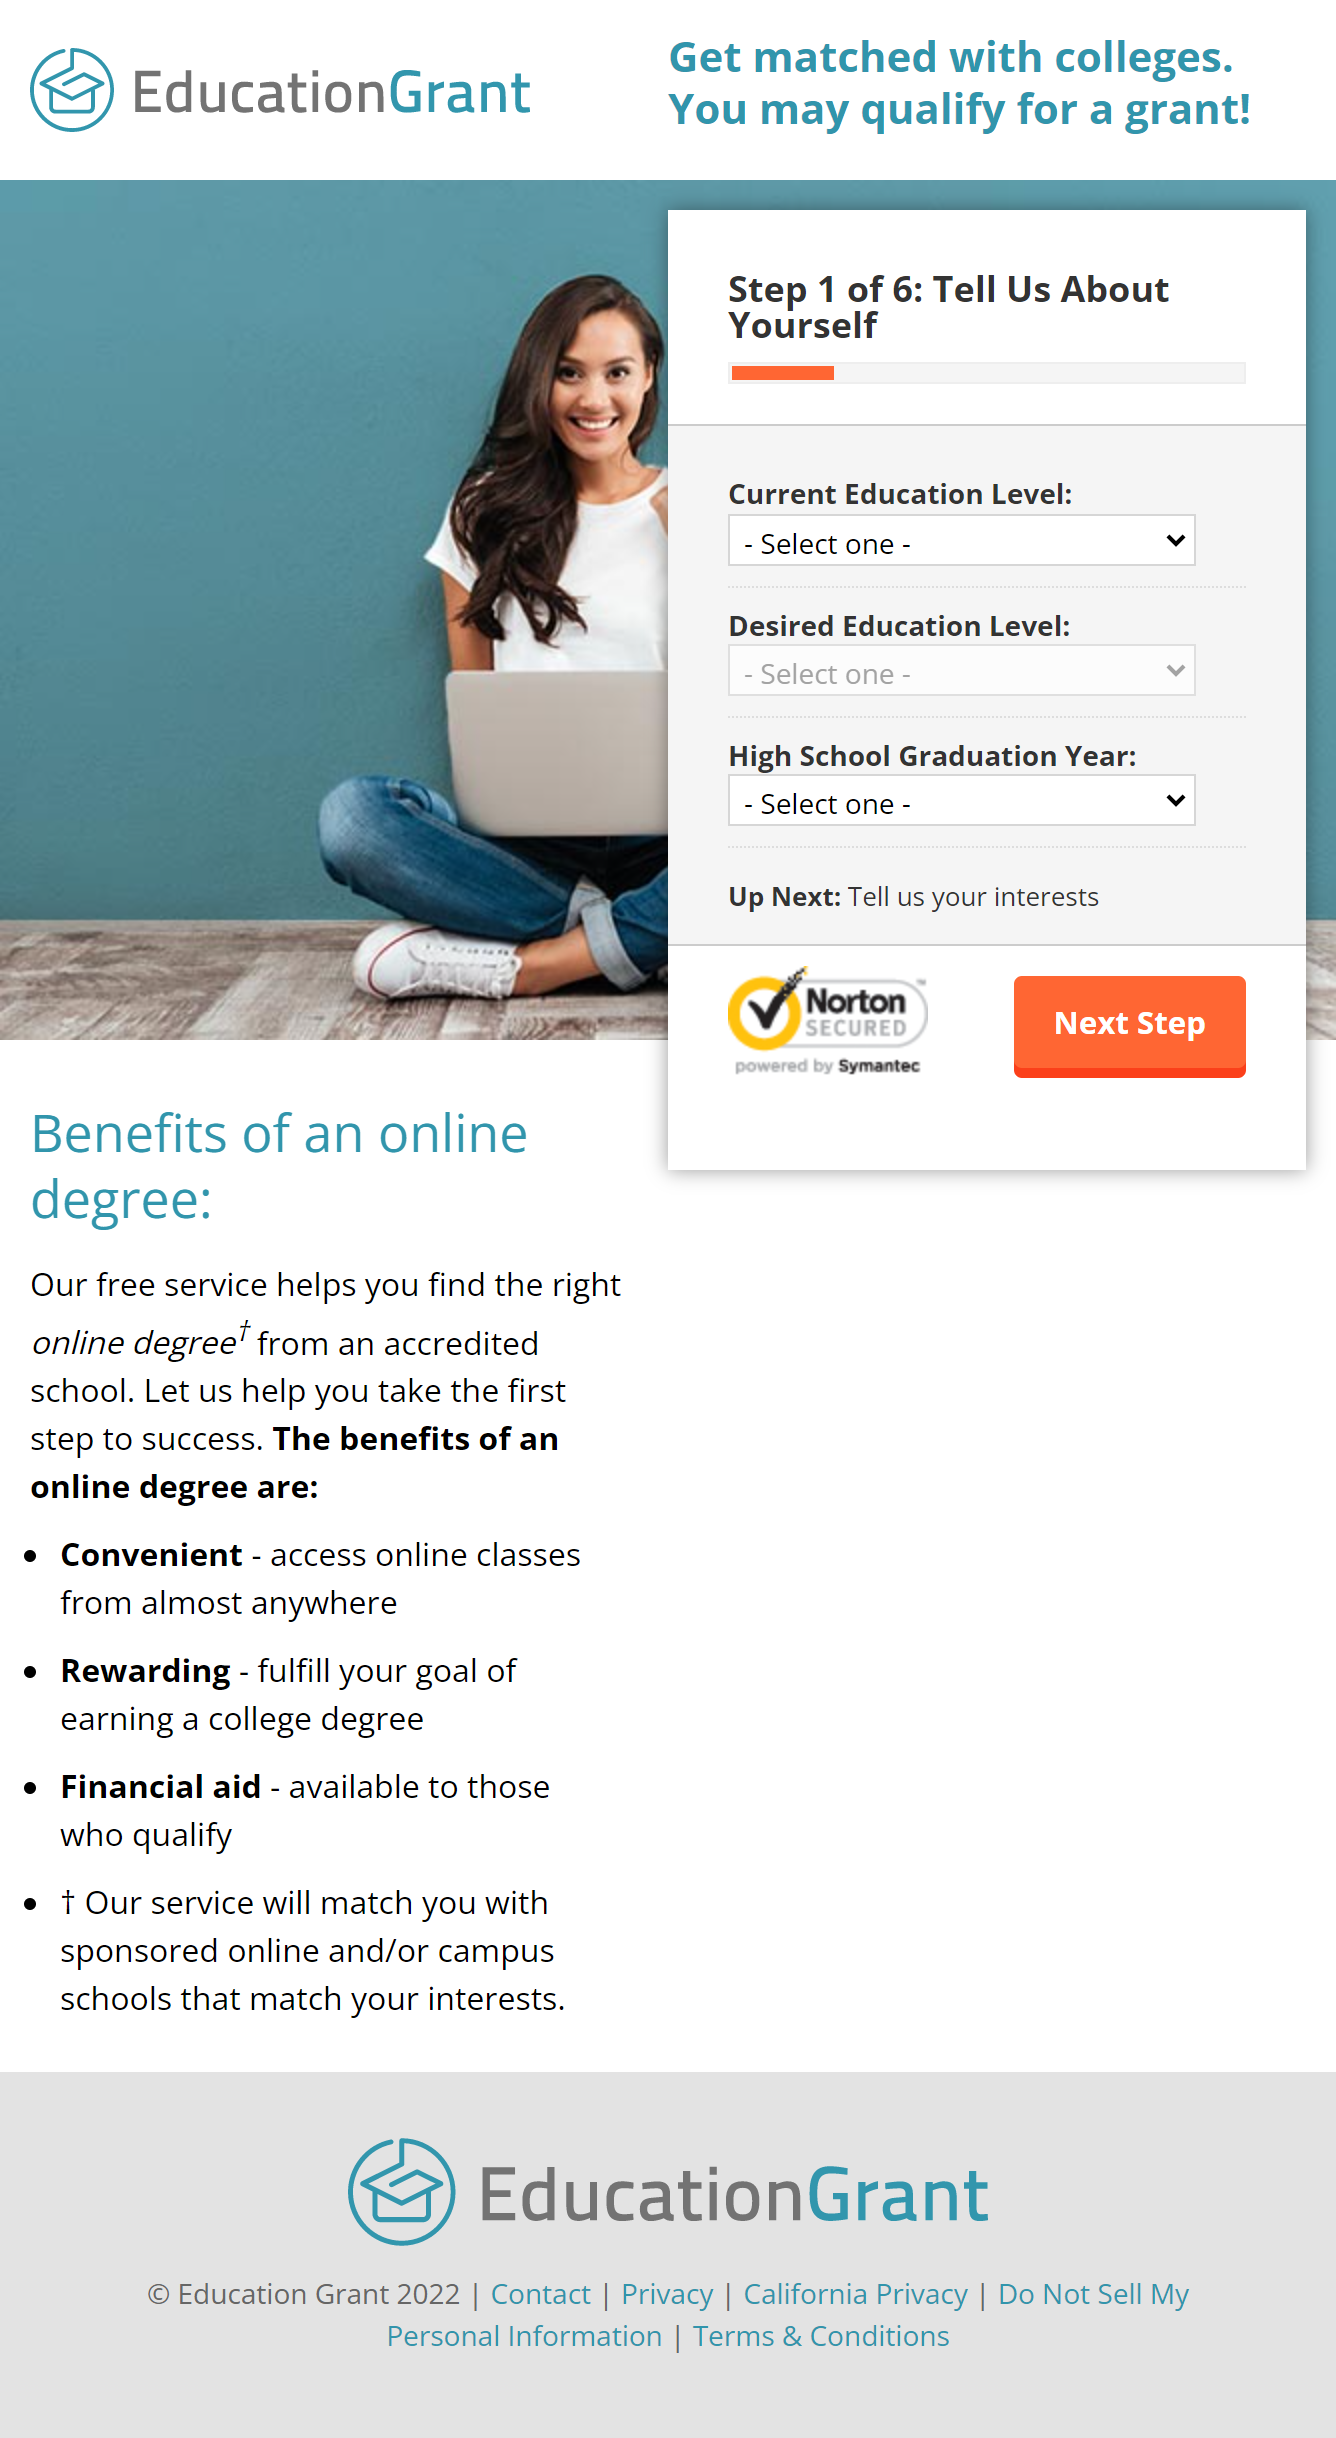 EducationGrant
Get matched with colleges.
You may qualify for a grant!
Step 1 of 6: Tell Us About
Yourself
Current Education Level:
- Select one -
Desired Education Level:
- Select one -
High School Graduation Year:
- Select one -
Up Next: Tell us your interests
Norton™
SECURED
powered by Symantec
Next Step
Benefits of an online
degree:
Our free service helps you find the right
online degree† from an accredited
school. Let us help you take the first
step to success. The benefits of an
online degree are:
• Convenient - access online classes
from almost anywhere
• Rewarding - fulfill your goal of
earning a college degree
• Financial aid - available to those
who qualify
• † Our service will match you with
sponsored online and/or campus
schools that match your interests.
EducationGrant
© Education Grant 2022 | Contact | Privacy | California Privacy | Do Not Sell My
Personal Information | Terms & Conditions